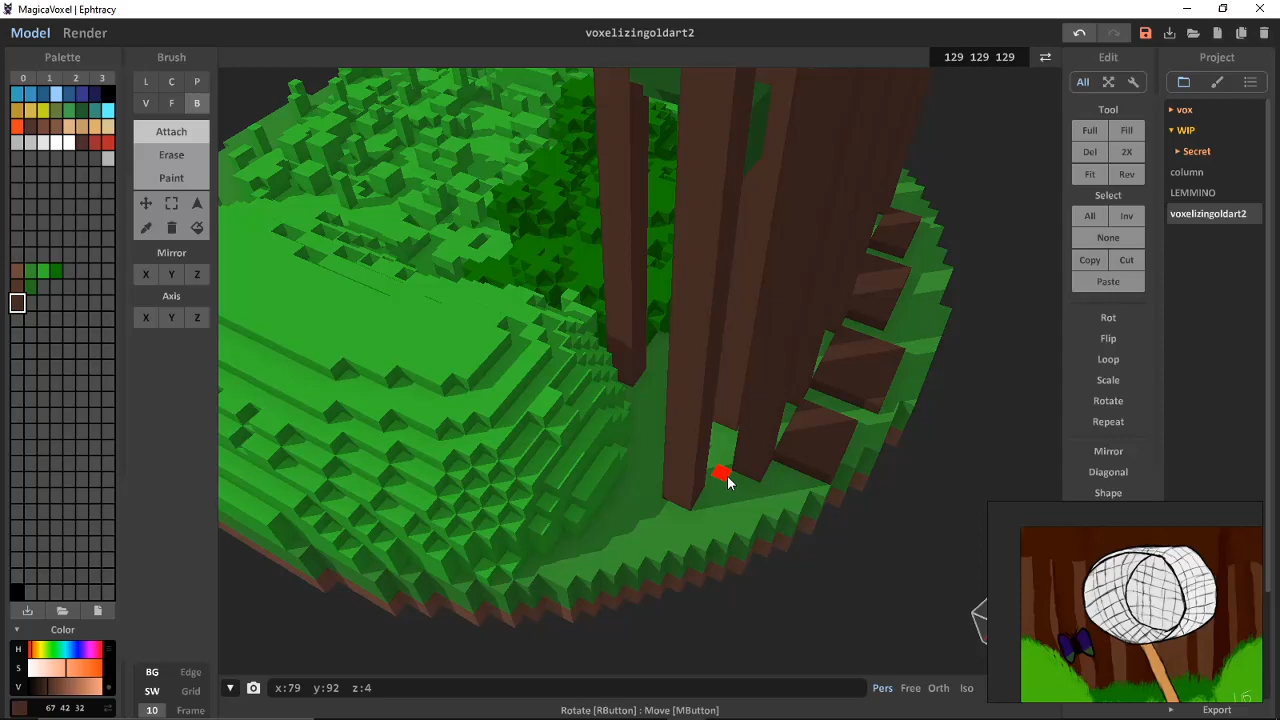 MagicaVoxel | Ephtracy
Model Render
voxelizingoldart2
Palette
0 1 2 3
Color
H
S
V
67 42 32
Brush
L C P
V F B
Attach
Erase
Paint
Mirror
X Y Z
Axis
X Y Z
BG Edge
SW Grid
10 Frame
129 129 129
x:79 y:92 z:4
Pers Free Orth Iso
Rotate [RButton] : Move [MButton]
Edit
All
Tool
Full Fill
Del 2X
Fit Rev
Select
All Inv
None
Copy Cut
Paste
Rot
Flip
Loop
Scale
Rotate
Repeat
Mirror
Diagonal
Shape
Project
vox
WIP
Secret
column
LEMMINO
voxelizingoldart2
Export